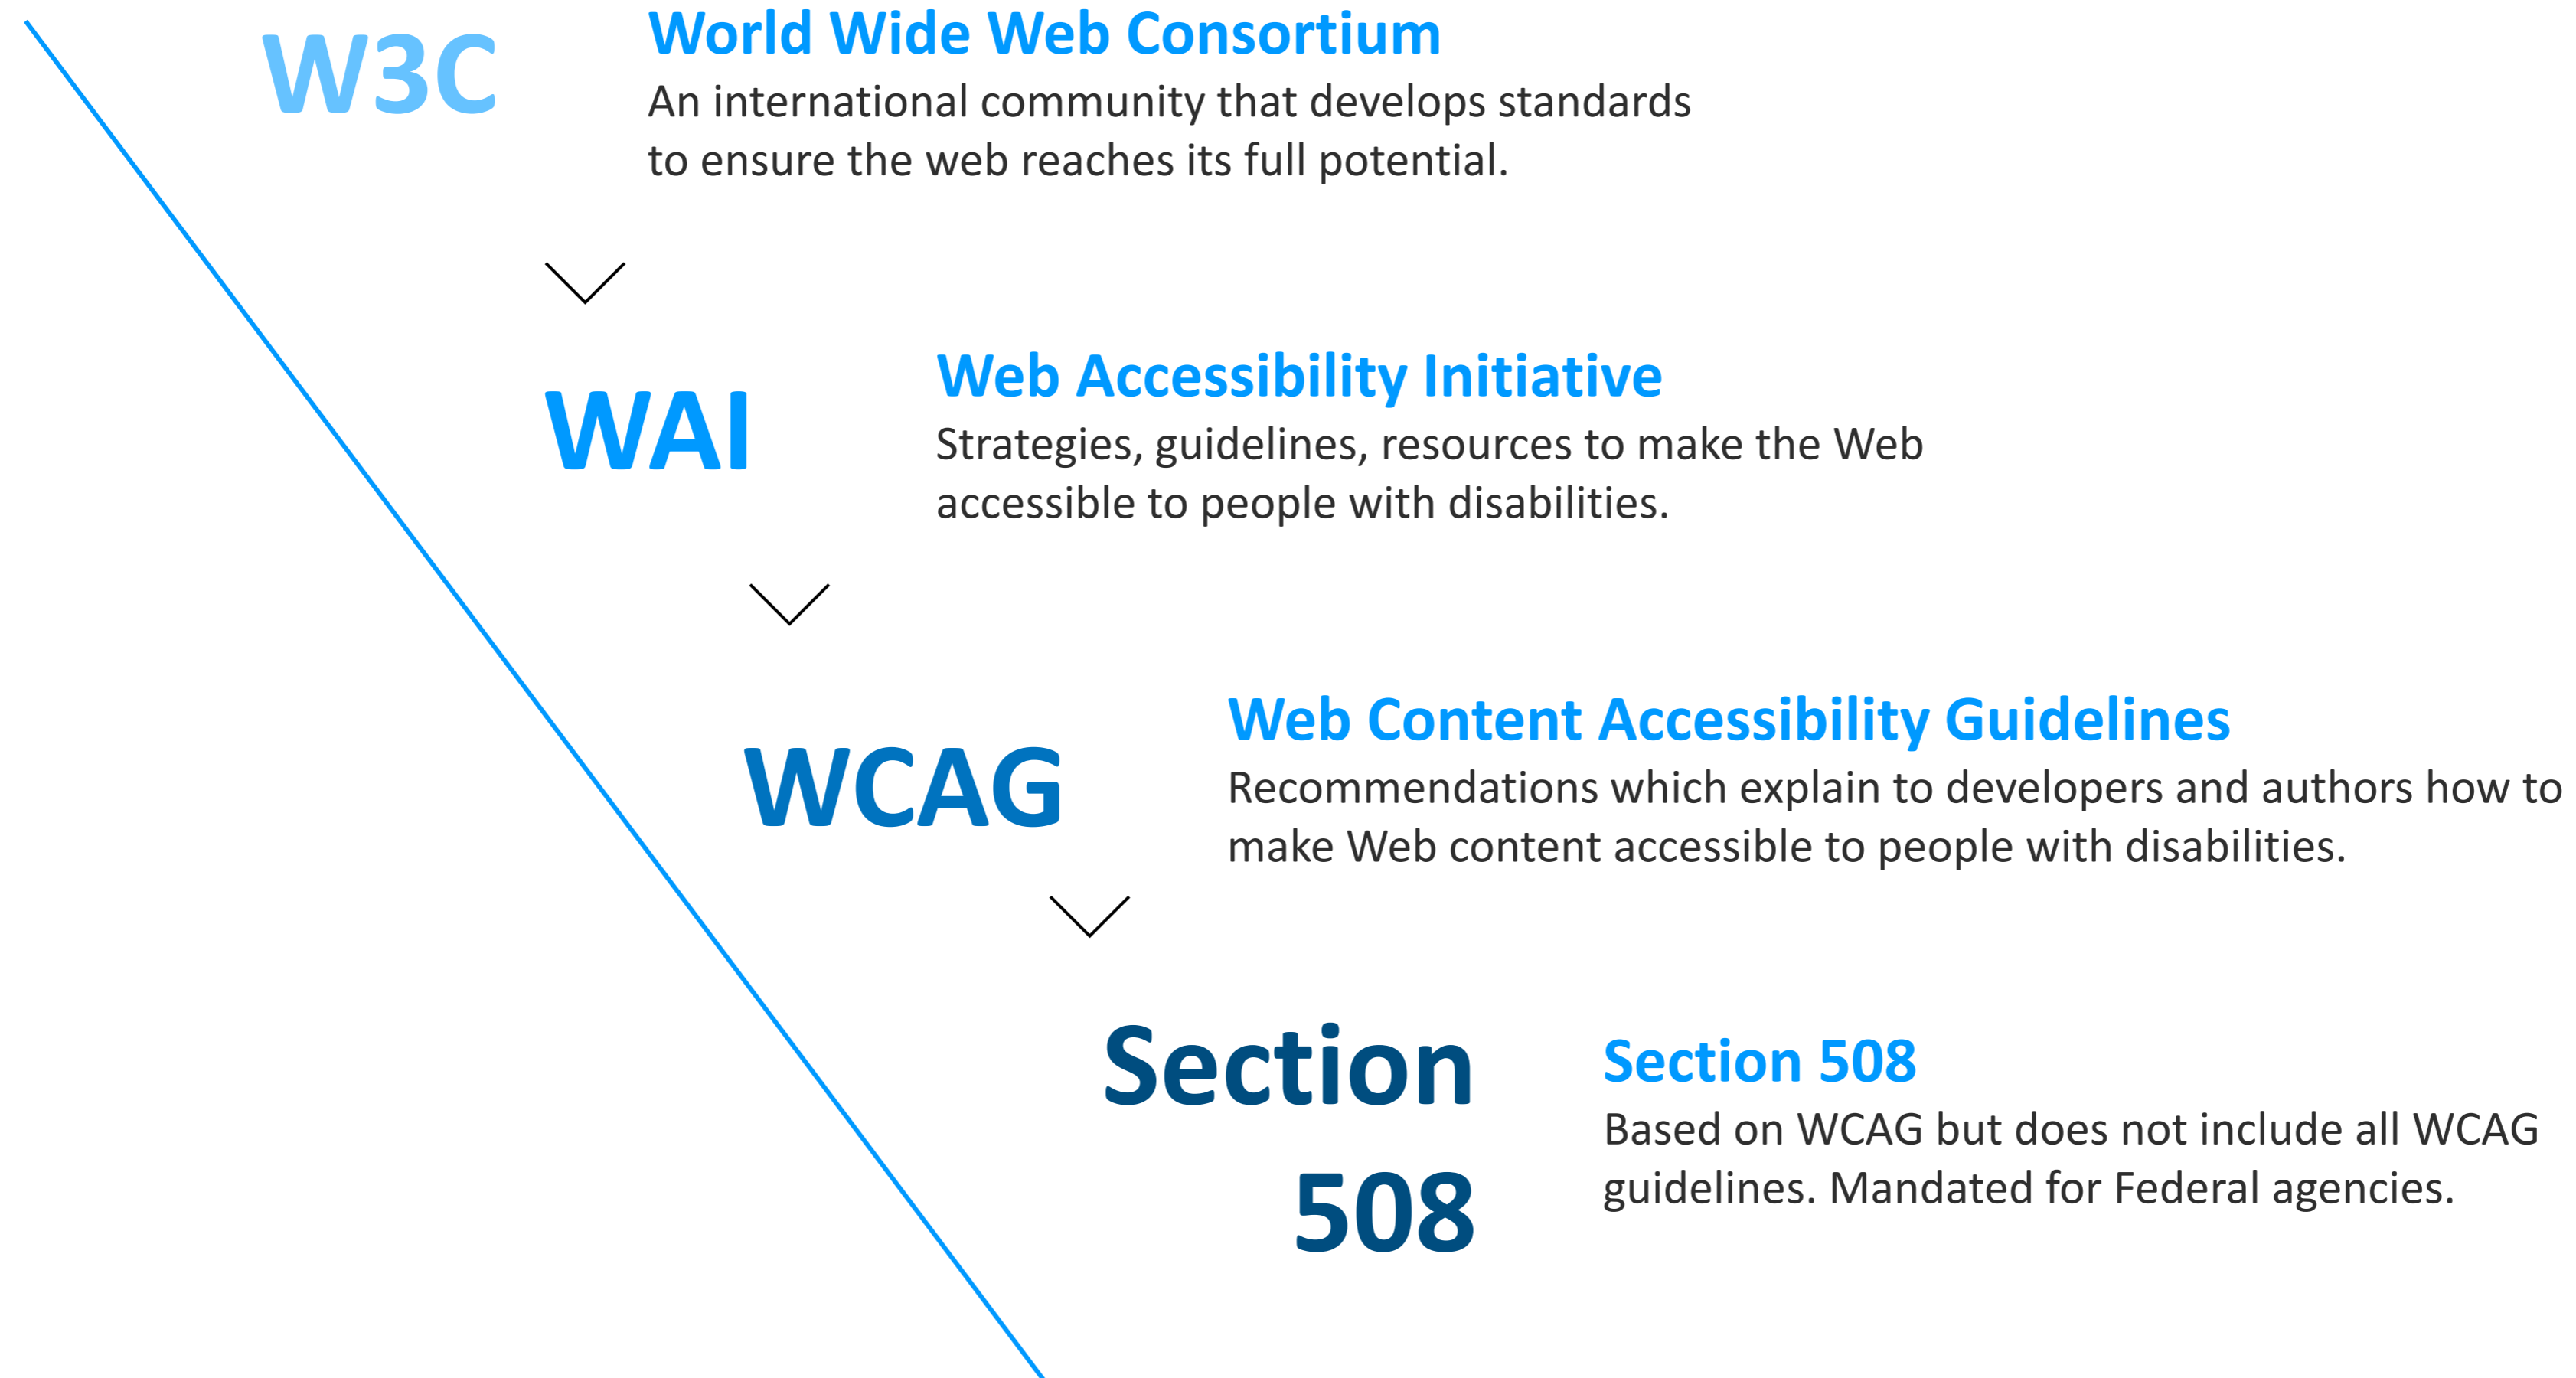 W3C
World Wide Web Consortium
An international community that develops standards
to ensure the web reaches its full potential.
WAI
Web Accessibility Initiative
Strategies, guidelines, resources to make the Web
accessible to people with disabilities.
WCAG
Web Content Accessibility Guidelines
Recommendations which explain to developers and authors how to
make Web content accessible to people with disabilities.
Section
508
Section 508
Based on WCAG but does not include all WCAG
guidelines. Mandated for Federal agencies.